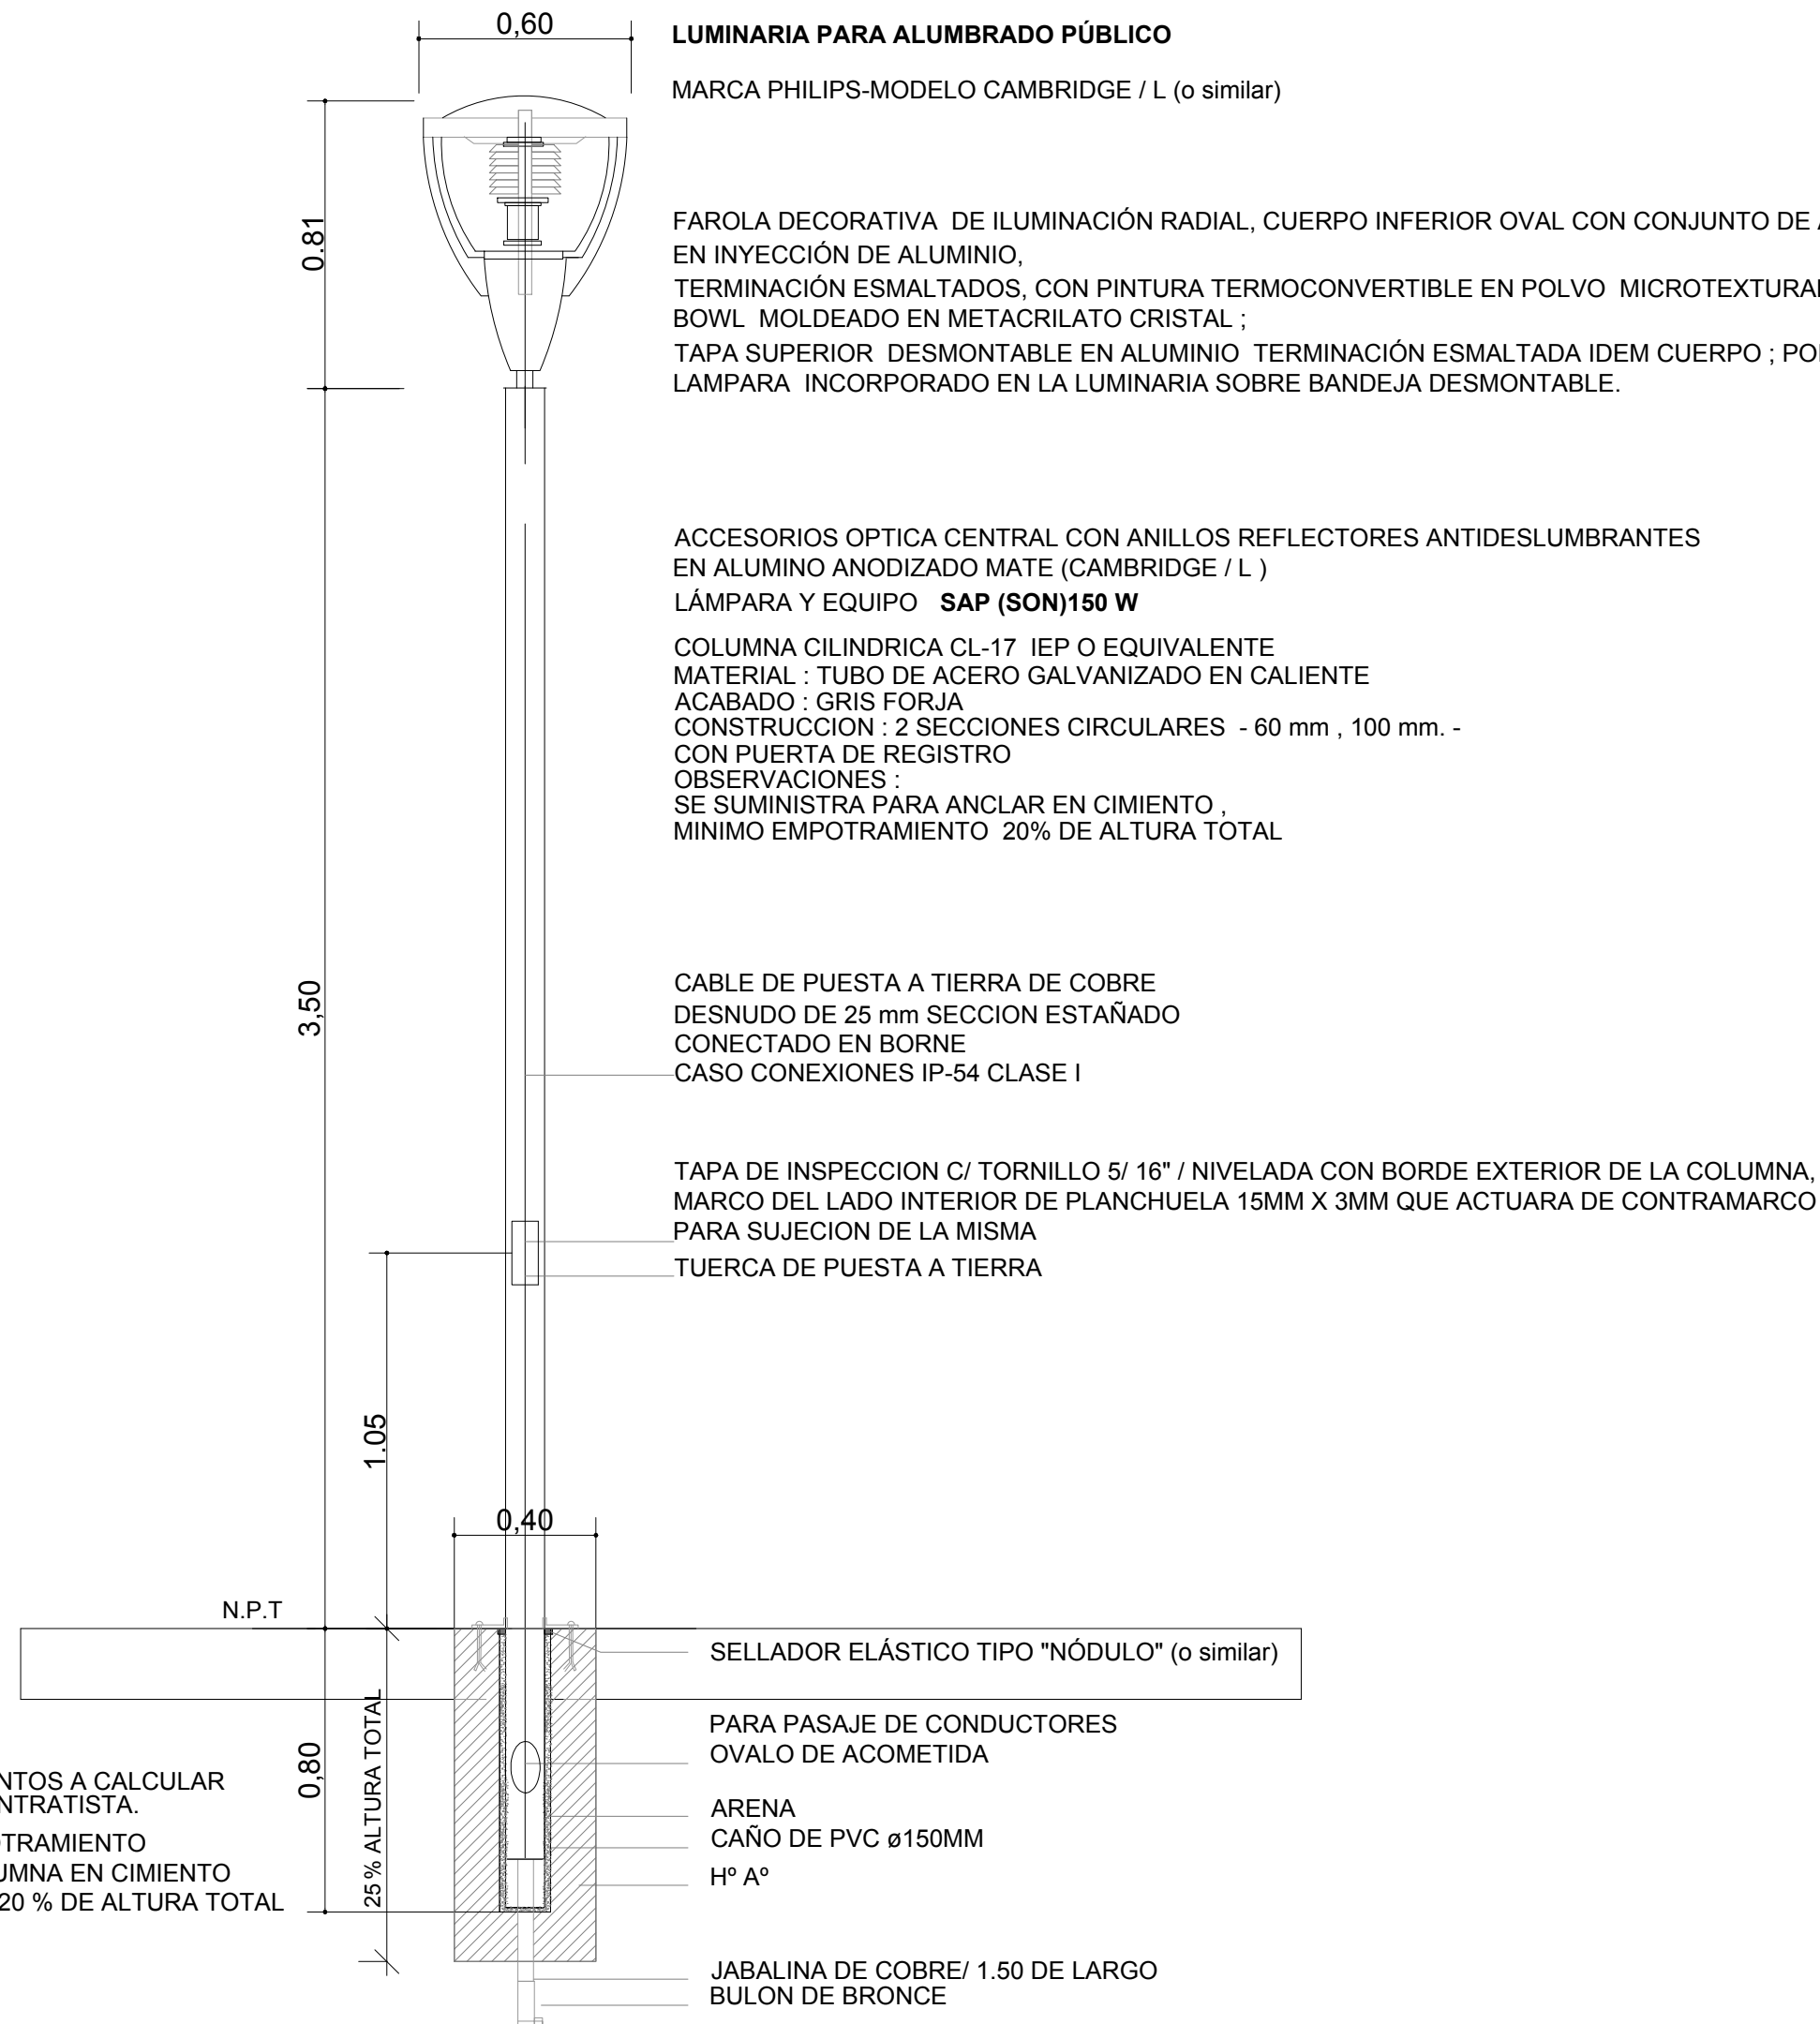 0,60
LUMINARIA PARA ALUMBRADO PÚBLICO
MARCA PHILIPS-MODELO CAMBRIDGE / L (o similar)
0.81
FAROLA DECORATIVA DE ILUMINACIÓN RADIAL, CUERPO INFERIOR OVAL CON CONJUNTO DE
EN INYECCIÓN DE ALUMINIO,
TERMINACIÓN ESMALTADOS, CON PINTURA TERMOCONVERTIBLE EN POLVO
BOWL MOLDEADO EN METACRILATO CRISTAL ;
TAPA SUPERIOR DESMONTABLE EN ALUMINIO TERMINACIÓN ESMALTADA IDEM CUERPO ;
LAMPARA INCORPORADO EN LA LUMINARIA SOBRE BANDEJA DESMONTABLE.
ACCESORIOS OPTICA CENTRAL CON ANILLOS REFLECTORES ANTIDESLUMBRANTES
EN ALUMINO ANODIZADO MATE (CAMBRIDGE / L )
LÁMPARA Y EQUIPO SAP (SON)150 W
COLUMNA CILINDRICA CL-17 IEP O EQUIVALENTE
MATERIAL : TUBO DE ACERO GALVANIZADO EN CALIENTE
ACABADO : GRIS FORJA
CONSTRUCCION : 2 SECCIONES CIRCULARES - 60 mm , 100 mm. -
CON PUERTA DE REGISTRO
OBSERVACIONES :
SE SUMINISTRA PARA ANCLAR EN CIMIENTO ,
MINIMO EMPOTRAMIENTO 20% DE ALTURA TOTAL
3,50
CABLE DE PUESTA A TIERRA DE COBRE
DESNUDO DE 25 mm SECCION ESTAÑADO
CONECTADO EN BORNE
CASO CONEXIONES IP-54 CLASE I
TAPA DE INSPECCION C/ TORNILLO 5/ 16" / NIVELADA CON BORDE EXTERIOR DE LA COLUMNA,
MARCO DEL LADO INTERIOR DE PLANCHUELA 15MM X 3MM QUE ACTUARA DE CONTRAMARCO
PARA SUJECION DE LA MISMA
TUERCA DE PUESTA A TIERRA
1.05
0,40
N.P.T
SELLADOR ELÁSTICO TIPO "NÓDULO" (o similar)
PARA PASAJE DE CONDUCTORES
OVALO DE ACOMETIDA
0,80
25 % ALTURA TOTAL
NTOS A CALCULAR
NTRATISTA.
OTRAMIENTO
UMNA EN CIMIENTO
20 % DE ALTURA TOTAL
ARENA
CAÑO DE PVC ø150MM
Hº Aº
JABALINA DE COBRE/ 1.50 DE LARGO
BULON DE BRONCE